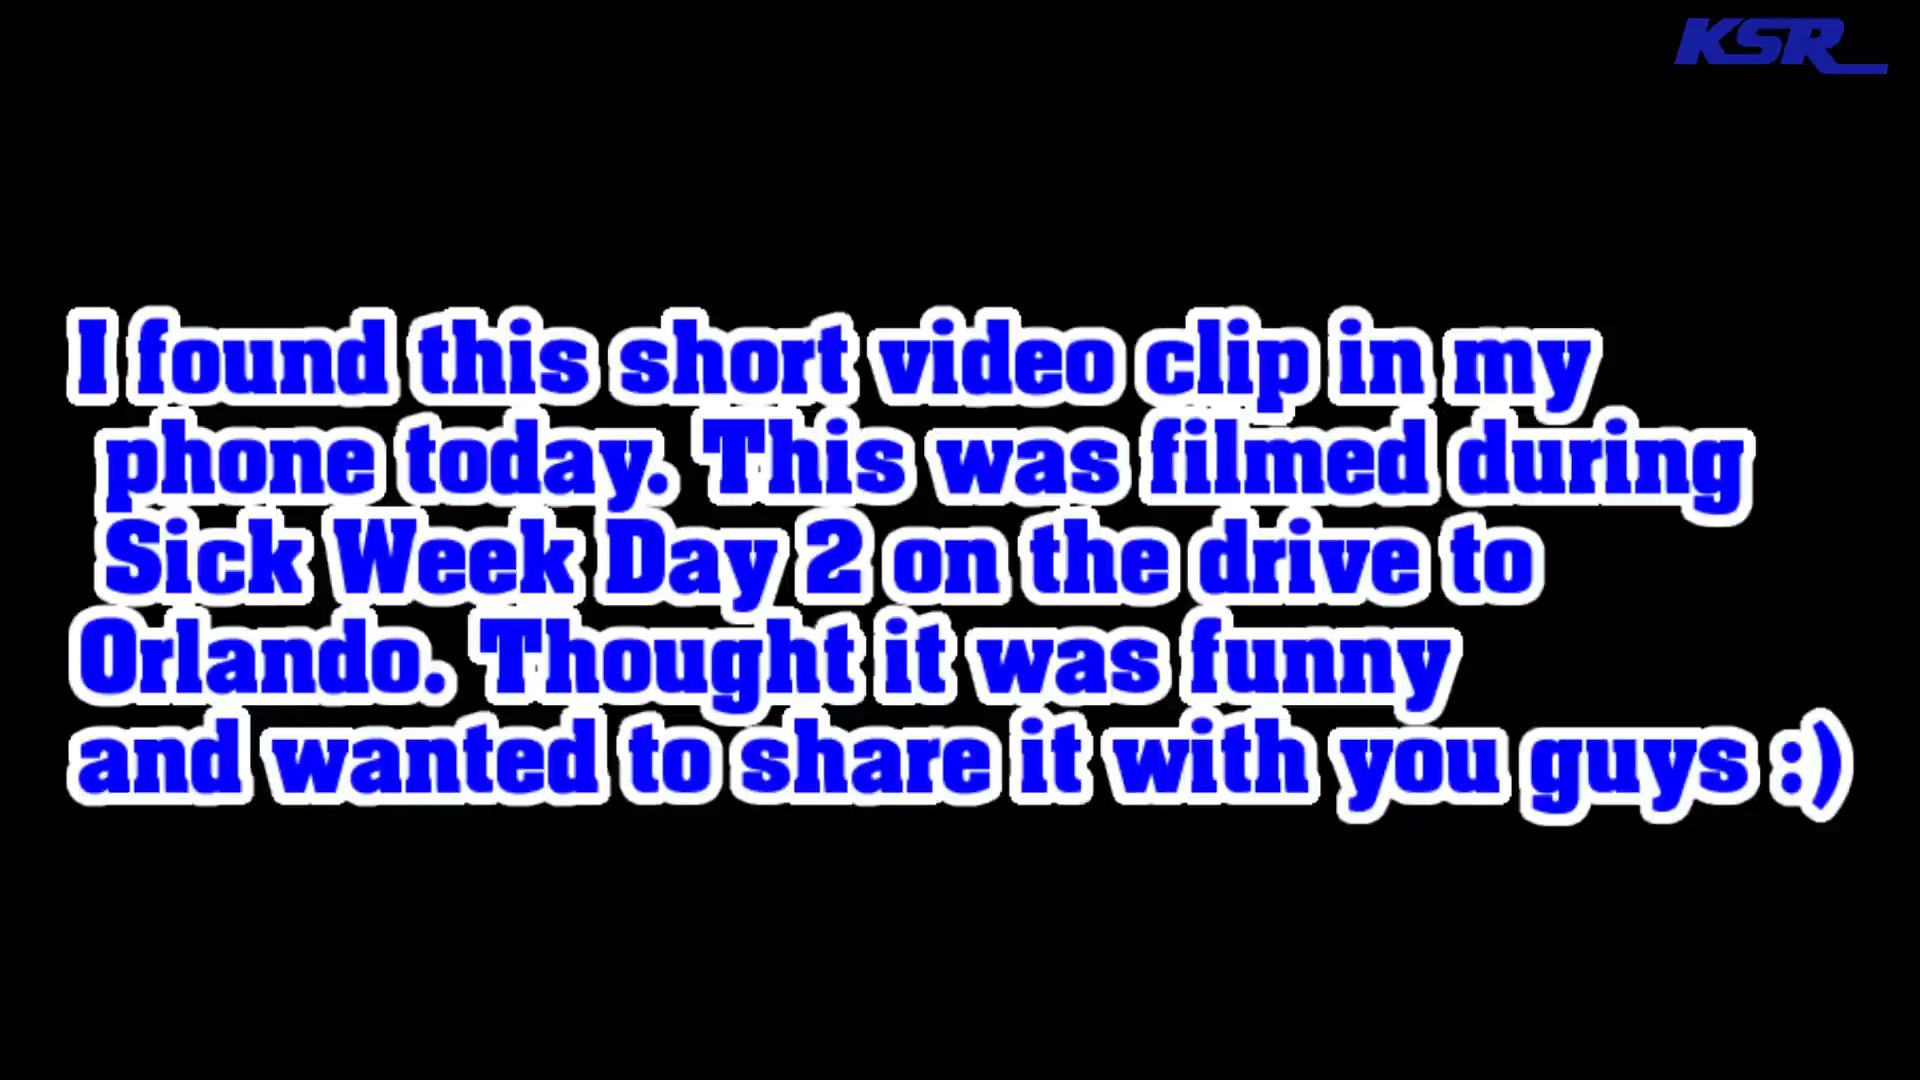 KSR
I found this short video clip in my
phone today. This was filmed during
Sick Week Day 2 on the drive to
Orlando. Thought it was funny
and wanted to share it with you guys :)